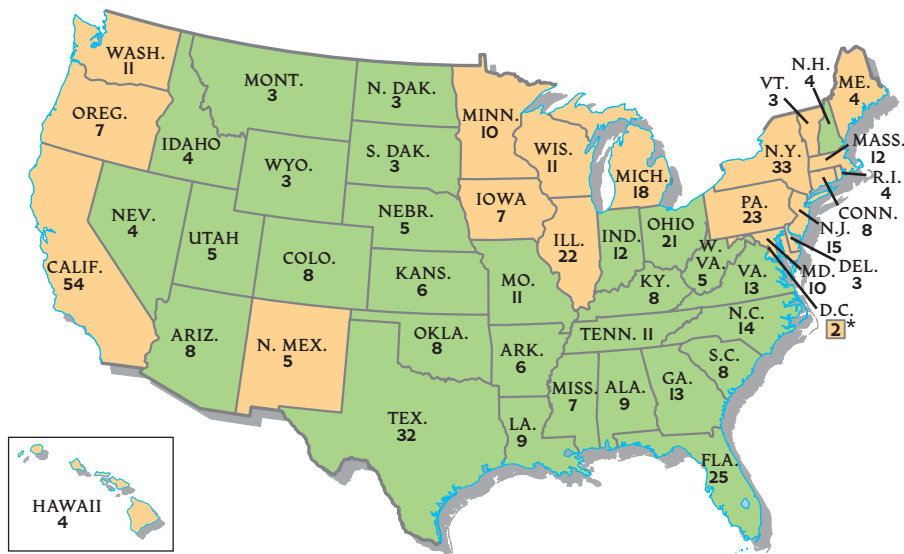 WASH.
11
OREG.
7
CALIF.
54
NEV.
4
IDAHO
4
MONT.
3
WYO.
3
UTAH
5
COLO.
8
ARIZ.
8
N. MEX.
5
N. DAK.
3
S. DAK.
3
NEBR.
5
KANS.
6
OKLA.
8
TEX.
32
MINN.
10
IOWA
7
MO.
11
ARK.
6
LA.
9
WIS.
11
ILL.
22
MICH.
18
IND.
12
OHIO
21
KY.
8
TENN. 11
MISS.
7
ALA.
9
GA.
13
FLA.
25
S.C.
8
N.C.
14
VA.
13
W.
VA.
5
PA.
23
N.Y.
33
VT.
3
N.H.
4
ME.
4
MASS.
12
R.I.
4
CONN.
8
N.J.
15
DEL.
3
MD.
10
D.C.
2*
HAWAII
4